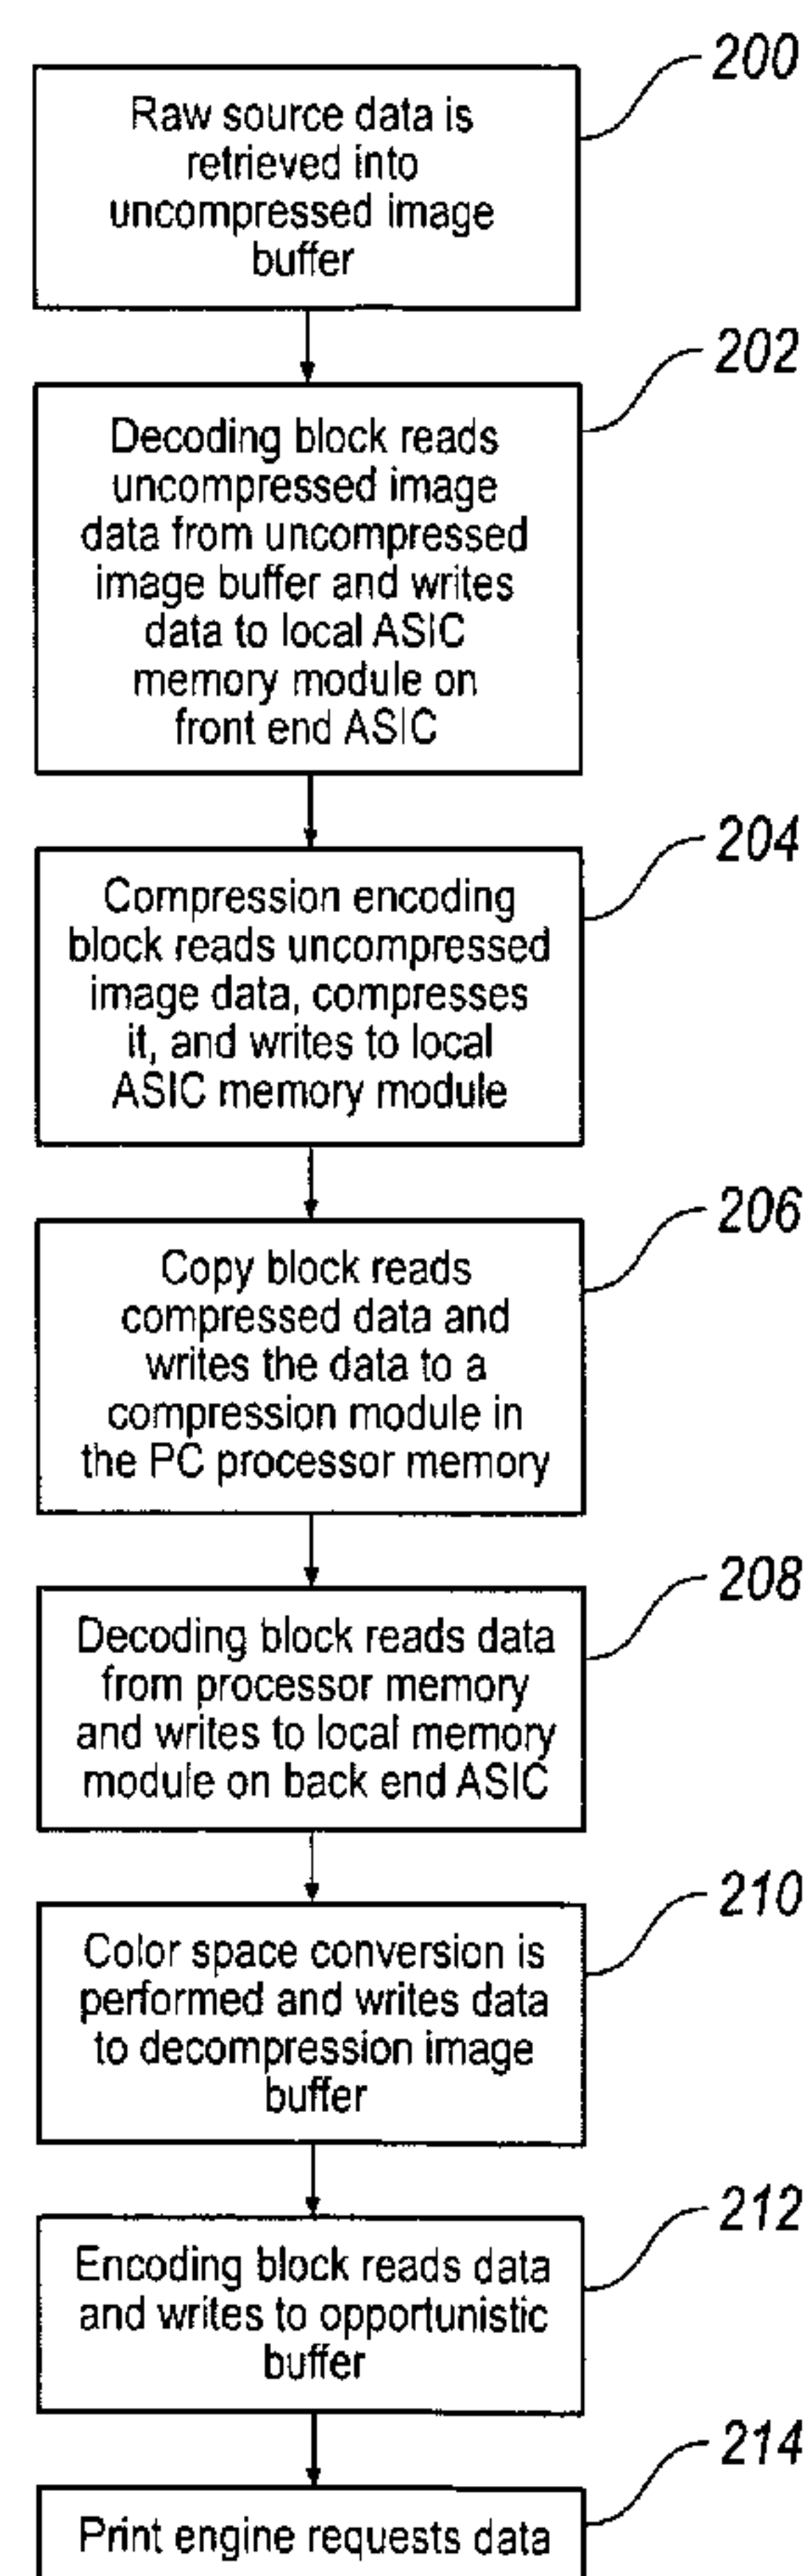 200
Raw source data is
retrieved into
uncompressed image
buffer
202
Decoding block reads
uncompressed image
data from uncompressed
image buffer and writes
data to local ASIC
memory module on
front end ASIC
204
Compression encoding
block reads uncompressed
image data, compresses
it, and writes to local
ASIC memory module
206
Copy block reads
compressed data and
writes the data to a
compression module in
the PC processor memory
208
Decoding block reads data
from processor memory
and writes to local memory
module on back end ASIC
210
Color space conversion is
performed and writes data
to decompression image
buffer
212
Encoding block reads data
and writes to opportunistic
buffer
214
Print engine requests data